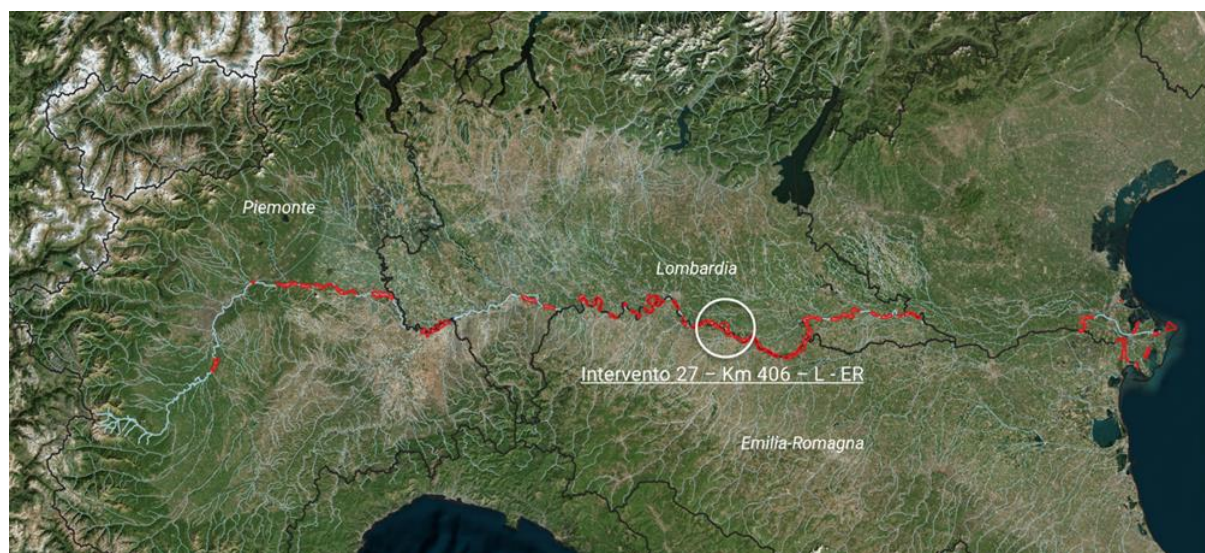 Piemonte
Lombardia
Intervento 27 – Km 406 – L - ER
Emilia-Romagna